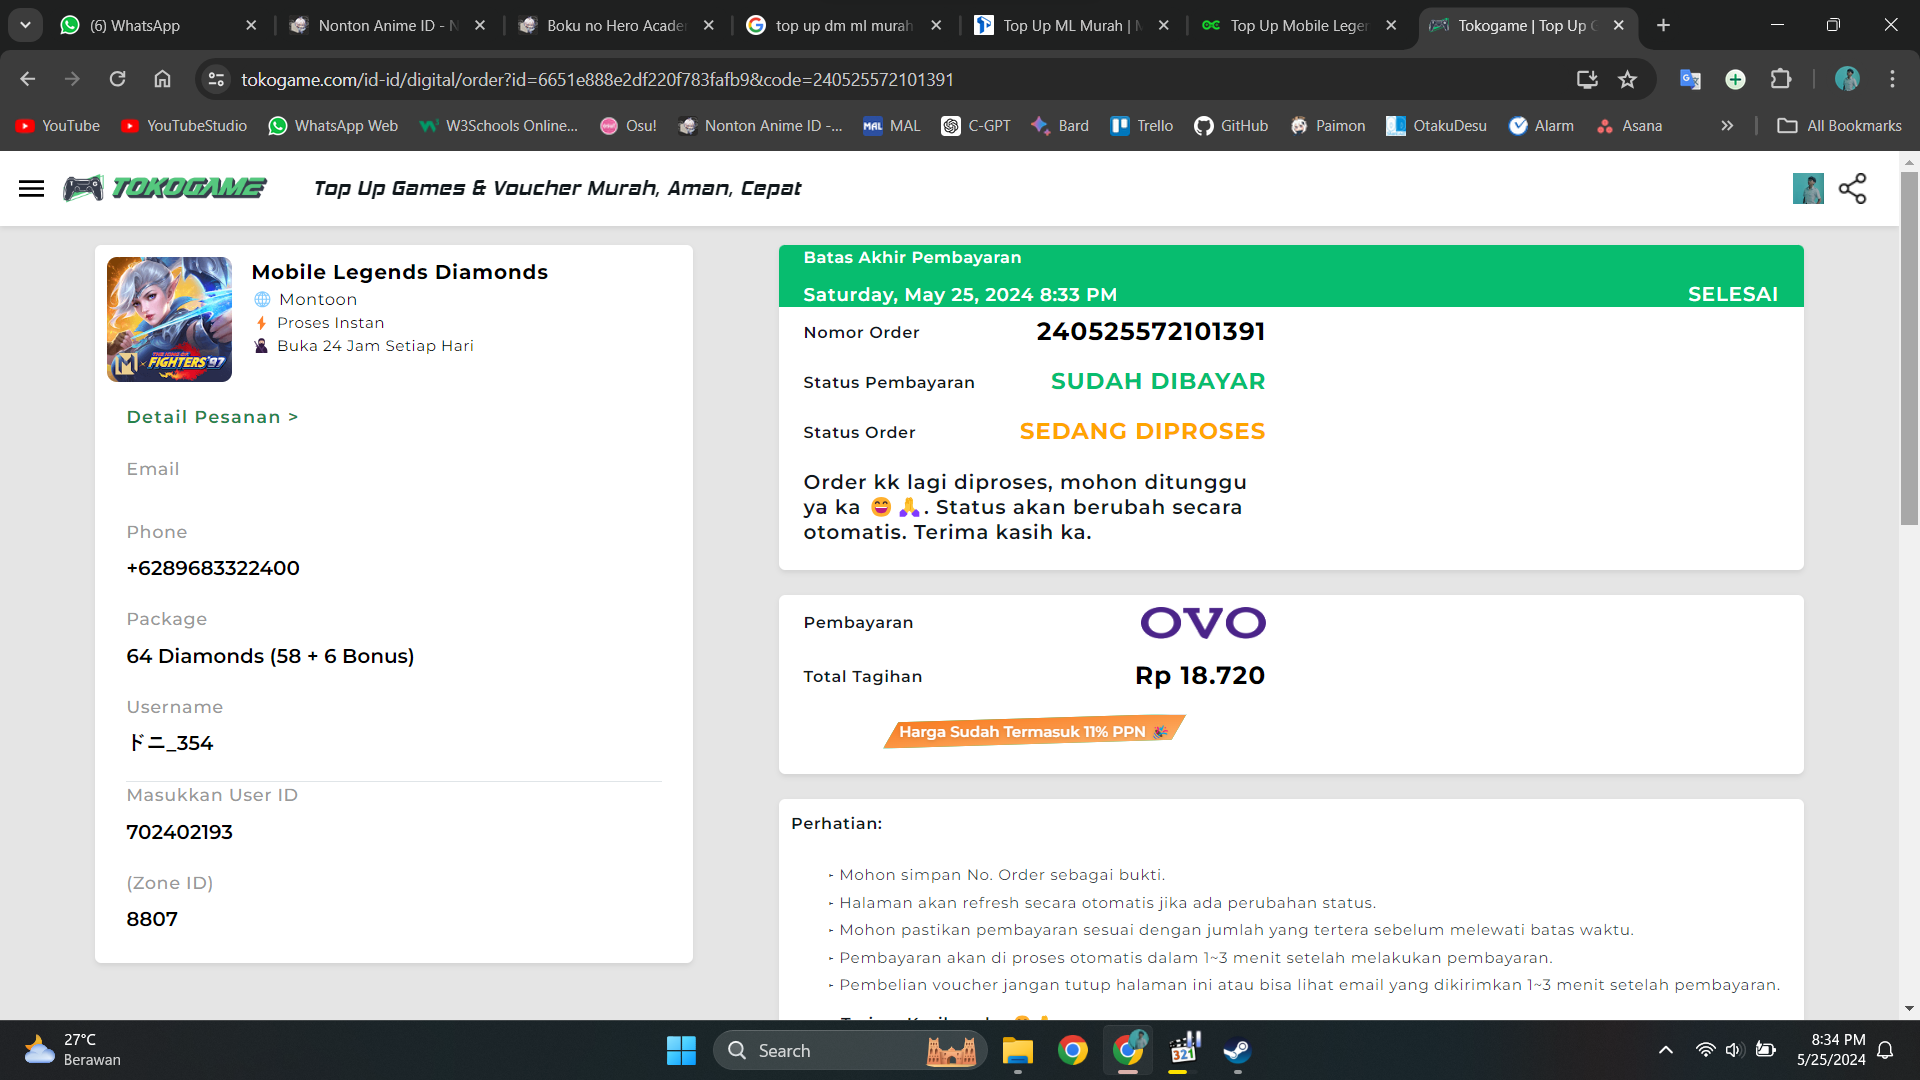 (6) WhatsApp
Nonton Anime ID - N
Boku no Hero Acade
top up dm ml murah
Top Up ML Murah | M
Top Up Mobile Leger
Tokogame | Top Up G
tokogame.com/id-id/digital/order?id=6651e888e2df220f783fafb9&code=240525572101391
YouTube
YouTubeStudio
WhatsApp Web
W3Schools Online...
Osu!
Nonton Anime ID -...
MAL
MAL
C-GPT
Bard
Trello
GitHub
Paimon
OtakuDesu
Alarm
Asana
All Bookmarks
TOKOGAME
Top Up Games & Voucher Murah, Aman, Cepat
Mobile Legends Diamonds
Montoon
Proses Instan
Buka 24 Jam Setiap Hari
FIGHTERS'97
Detail Pesanan >
Email
Phone
+6289683322400
Package
64 Diamonds (58 + 6 Bonus)
Username
ドニ_354
Masukkan User ID
702402193
(Zone ID)
8807
Batas Akhir Pembayaran
Saturday, May 25, 2024 8:33 PM
SELESAI
Nomor Order
240525572101391
Status Pembayaran
SUDAH DIBAYAR
Status Order
SEDANG DIPROSES
Order kk lagi diproses, mohon ditunggu
ya ka 😄 🙏. Status akan berubah secara
otomatis. Terima kasih ka.
Pembayaran
OVO
Total Tagihan
Rp 18.720
Harga Sudah Termasuk 11% PPN 🎉
Perhatian:
- Mohon simpan No. Order sebagai bukti.
- Halaman akan refresh secara otomatis jika ada perubahan status.
- Mohon pastikan pembayaran sesuai dengan jumlah yang tertera sebelum melewati batas waktu.
- Pembayaran akan di proses otomatis dalam 1~3 menit setelah melakukan pembayaran.
- Pembelian voucher jangan tutup halaman ini atau bisa lihat email yang dikirimkan 1~3 menit setelah pembayaran.
27°C
Berawan
Search
321
8:34 PM
5/25/2024